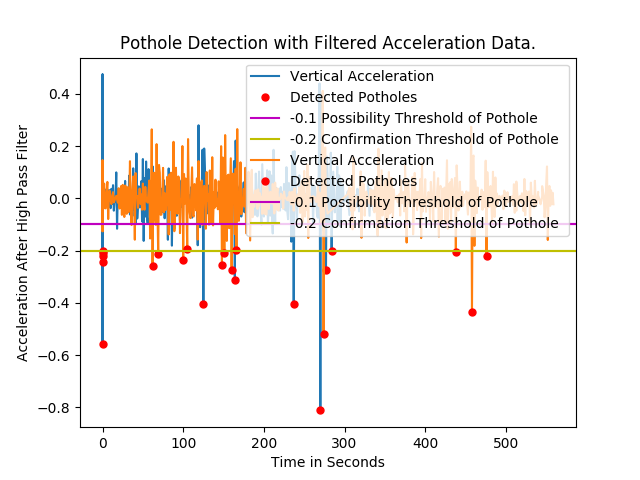 Pothole Detection with Filtered Acceleration Data.
Vertical Acceleration
Detected Potholes
-0.1 Possibility Threshold of Pothole
-0.2 Confirmation Threshold of Pothole
Vertical Acceleration
Detected Potholes
-0.1 Possibility Threshold of Pothole
-0.2 Confirmation Threshold of Pothole
Acceleration After High Pass Filter
0.4
0.2
0.0
−0.2
−0.4
−0.6
−0.8
0 100 200 300 400 500
Time in Seconds